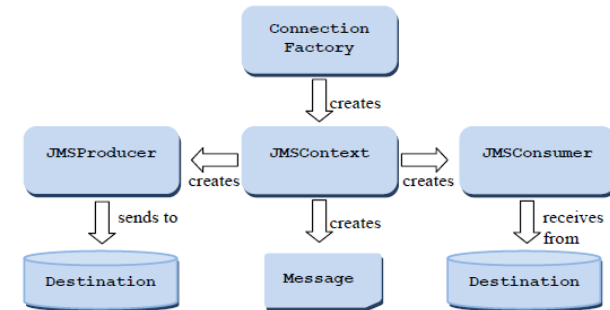 Connection
Factory
creates
JMSProducer
creates
JMSContext
creates
JMSConsumer
sends to
creates
receives
from
Destination
Message
Destination